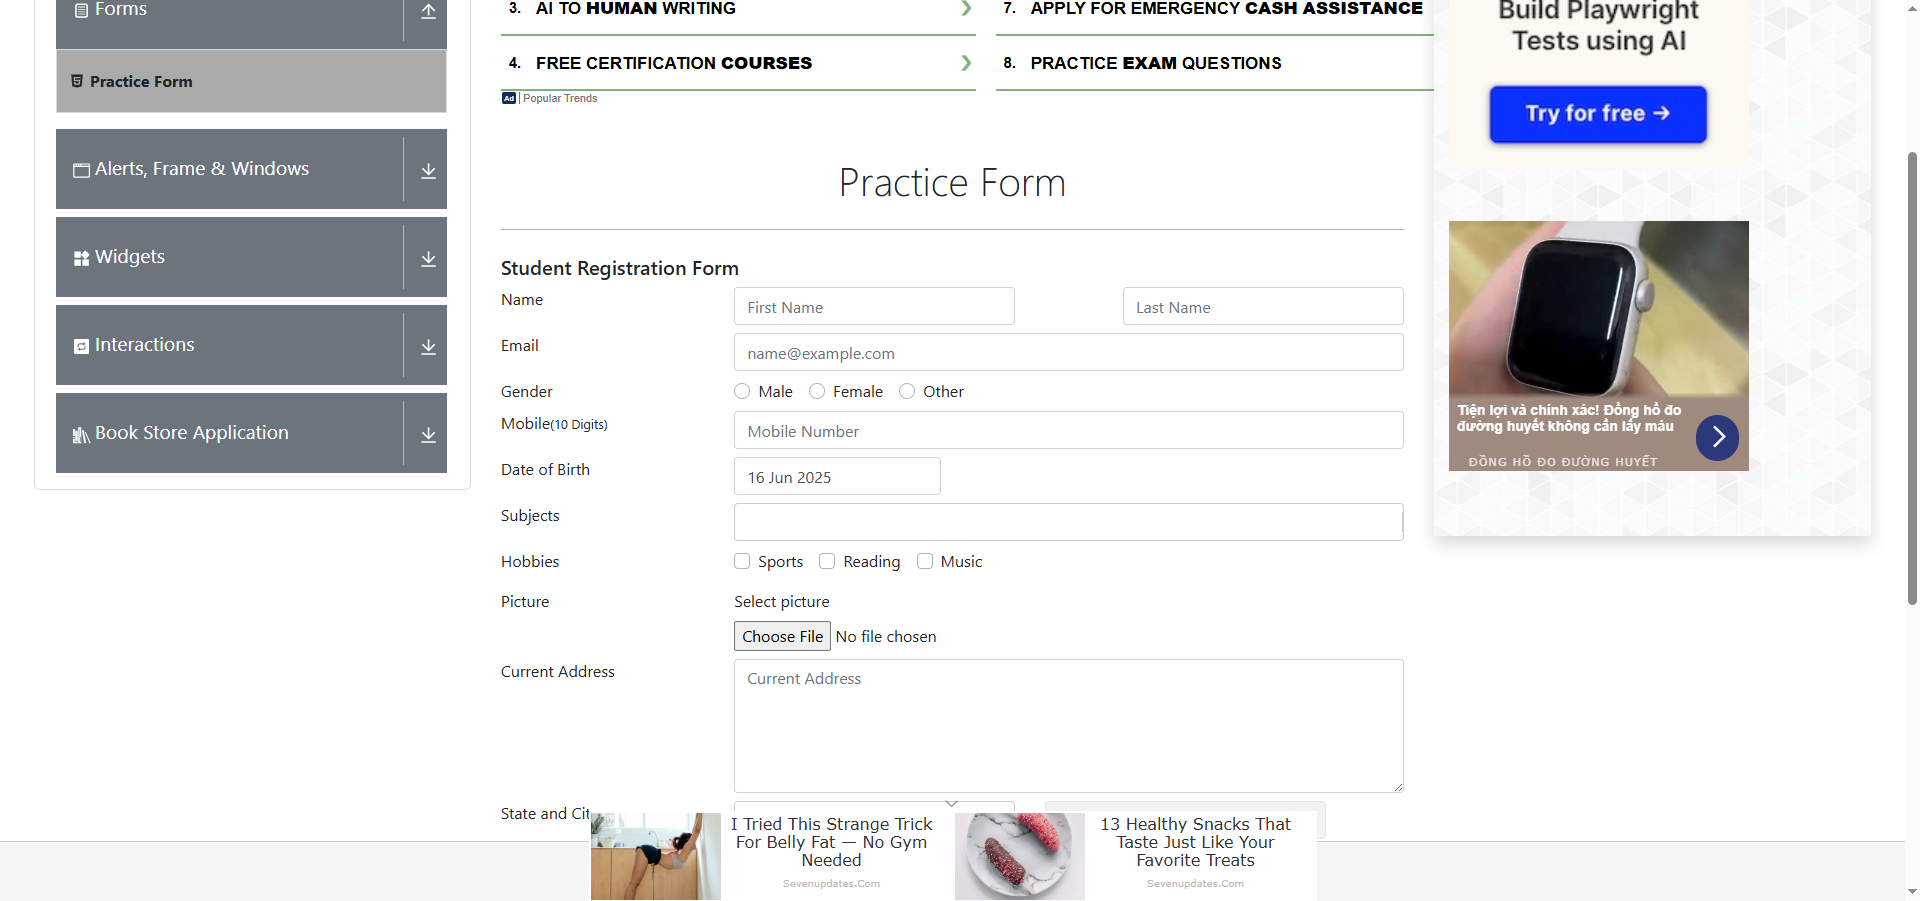 Forms
Practice Form
Alerts, Frame & Windows
Widgets
Interactions
Book Store Application
3. AI TO HUMAN WRITING
4. FREE CERTIFICATION COURSES
7. APPLY FOR EMERGENCY CASH ASSISTANCE
8. PRACTICE EXAM QUESTIONS
Ad | Popular Trends
Practice Form
Student Registration Form
Name
First Name
Last Name
Email
name@example.com
Gender
Male
Female
Other
Mobile(10 Digits)
Mobile Number
Date of Birth
16 Jun 2025
Subjects
Hobbies
Sports
Reading
Music
Picture
Select picture
Choose File No file chosen
Current Address
Current Address
State and Cit
I Tried This Strange Trick
For Belly Fat — No Gym
Needed
Sevenupdates.Com
13 Healthy Snacks That
Taste Just Like Your
Favorite Treats
Sevenupdates.Com
Build Playwright
Tests using AI
Try for free →
Tiện lợi và chính xác! Đồng hồ đo
đường huyết không cần lấy máu
ĐỒNG HỒ ĐO ĐƯỜNG HUYẾT